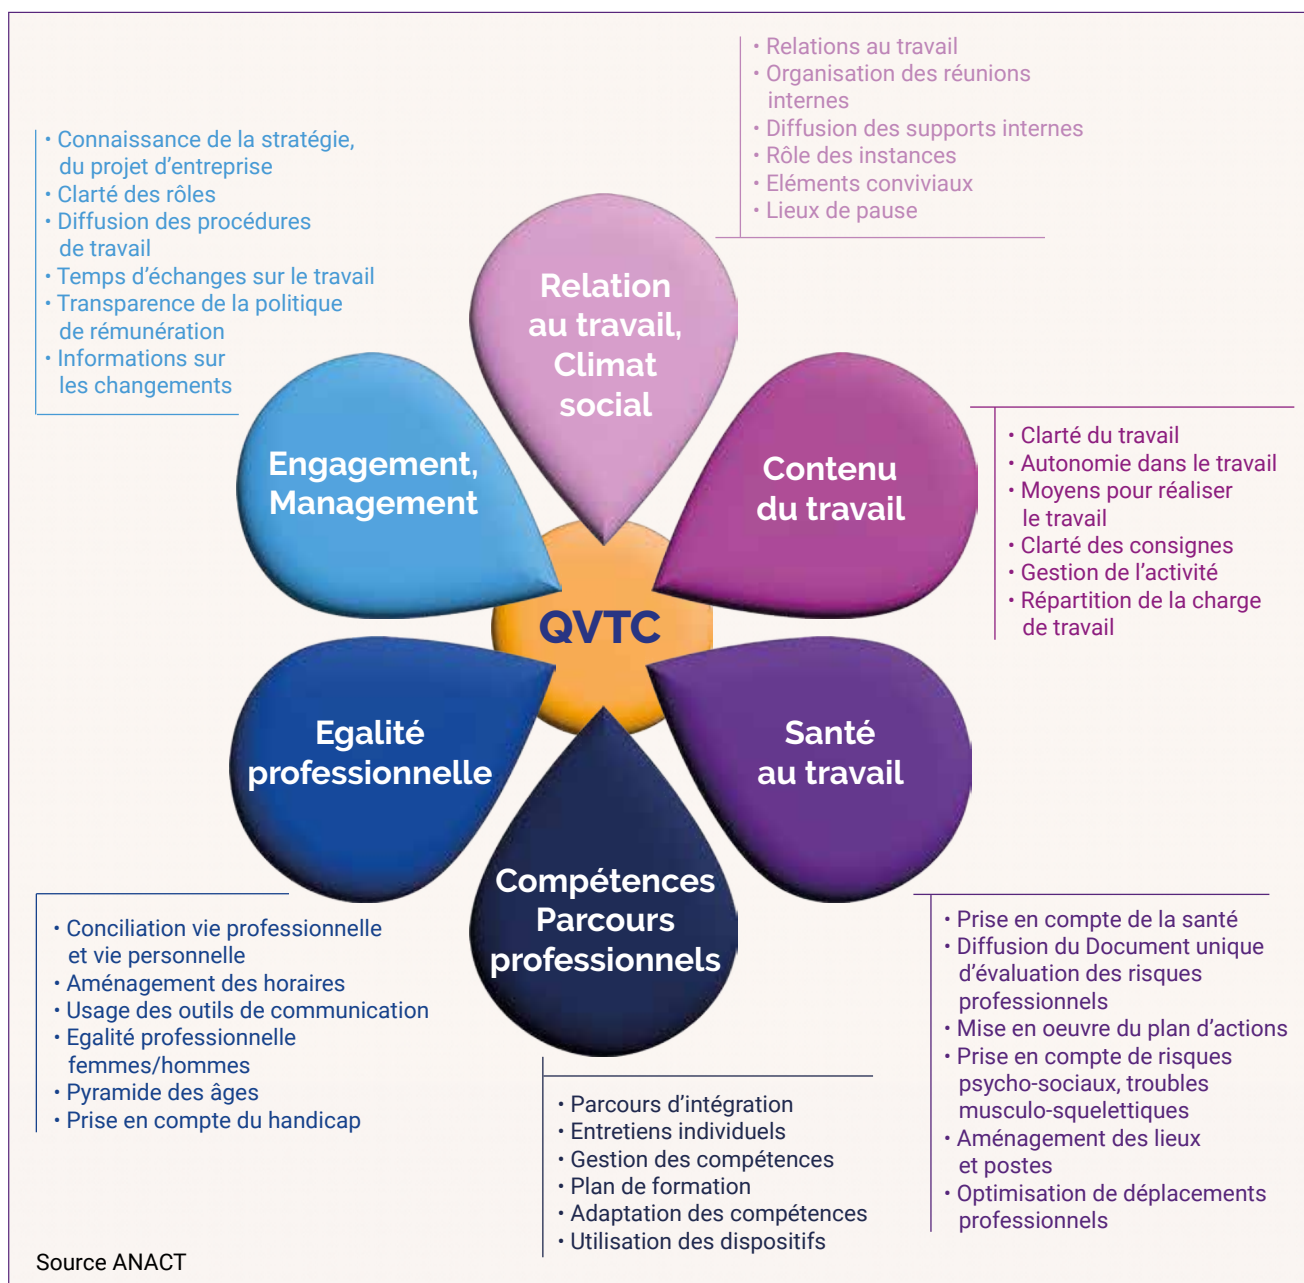 • Relations au travail
• Organisation des réunions
internes
• Diffusion des supports internes
• Rôle des instances
• Eléments conviviaux
• Lieux de pause
• Connaissance de la stratégie,
du projet d'entreprise
• Clarté des rôles
• Diffusion des procédures
de travail
• Temps d'échanges sur le travail
• Transparence de la politique
de rémunération
• Informations sur
les changements
Relation
au travail,
Climat
social
Engagement,
Management
Contenu
du travail
• Clarté du travail
• Autonomie dans le travail
• Moyens pour réaliser
le travail
• Clarté des consignes
• Gestion de l'activité
• Répartition de la charge
de travail
QVTC
Egalité
professionnelle
Santé
au travail
Compétences
Parcours
professionnels
• Conciliation vie professionnelle
et vie personnelle
• Aménagement des horaires
• Usage des outils de communication
• Egalité professionnelle
femmes/hommes
• Pyramide des âges
• Prise en compte du handicap
• Parcours d'intégration
• Entretiens individuels
• Gestion des compétences
• Plan de formation
• Adaptation des compétences
• Utilisation des dispositifs
• Prise en compte de la santé
• Diffusion du Document unique
d'évaluation des risques
professionnels
• Mise en oeuvre du plan d'actions
• Prise en compte de risques
psycho-sociaux, troubles
musculo-squelettiques
• Aménagement des lieux
et postes
• Optimisation de déplacements
professionnels
Source ANACT